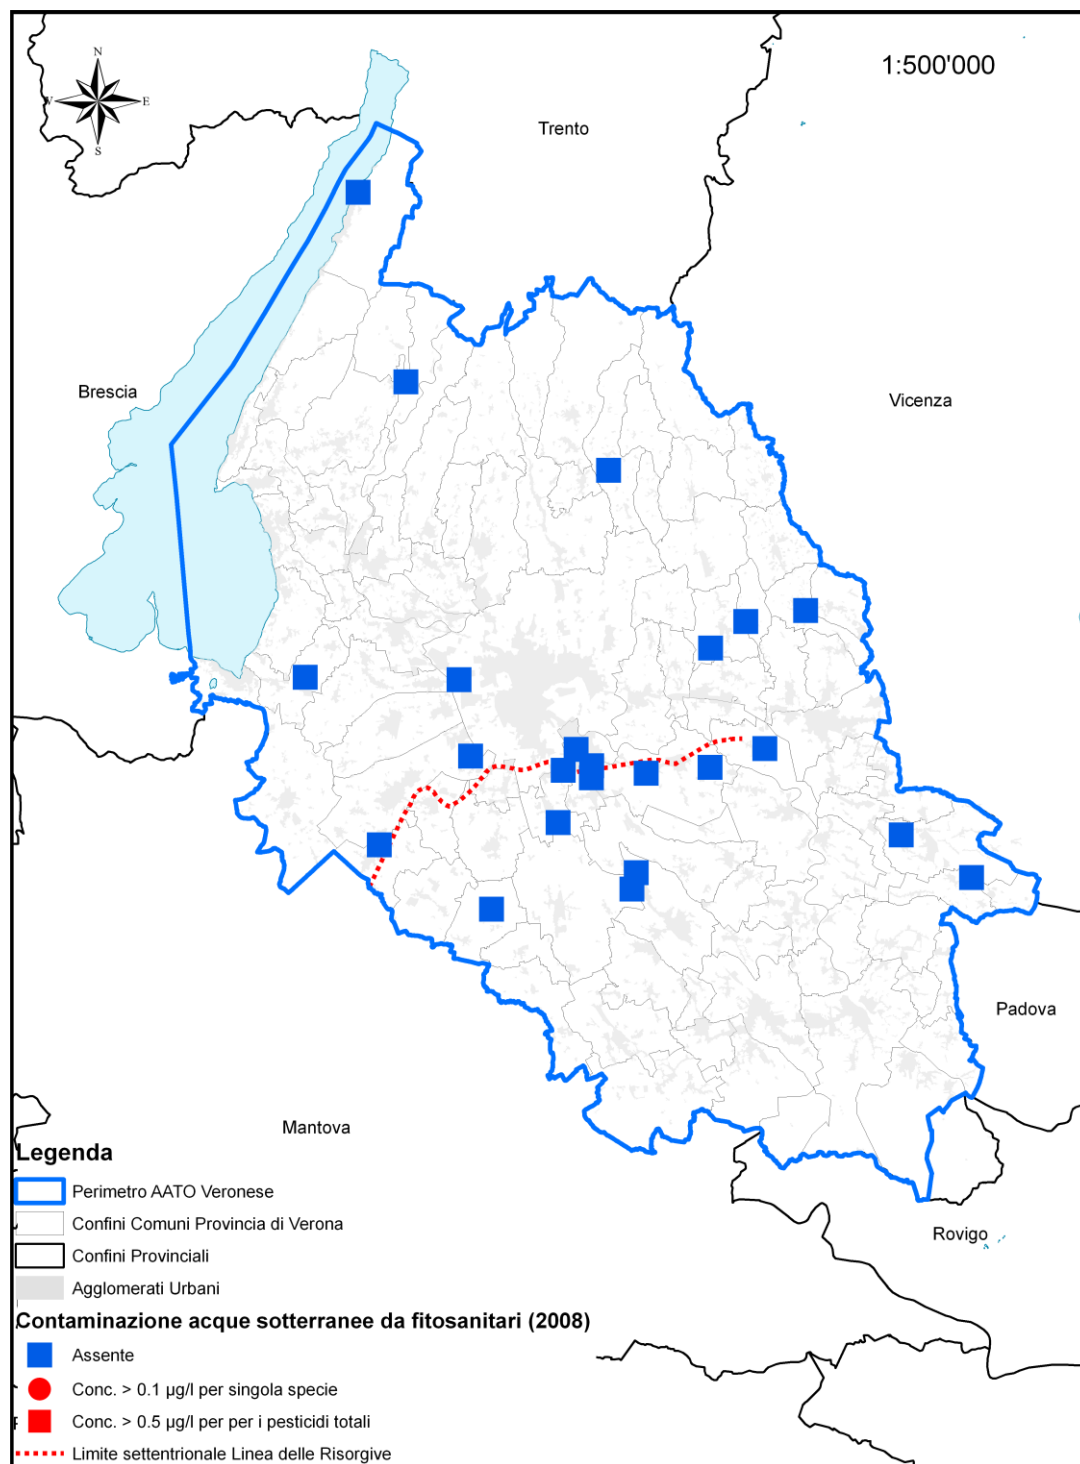 N
1:500'000
V
E
S
Trento
Brescia
Vicenza
Padova
Mantova
Rovigo
Legenda
Perimetro AATO Veronese
Confini Comuni Provincia di Verona
Confini Provinciali
Agglomerati Urbani
Contaminazione acque sotterranee da fitosanitari (2008)
Assente
Conc. > 0.1 µg/l per singola specie
Conc. > 0.5 µg/l per per i pesticidi totali
Limite settentrionale Linea delle Risorgive